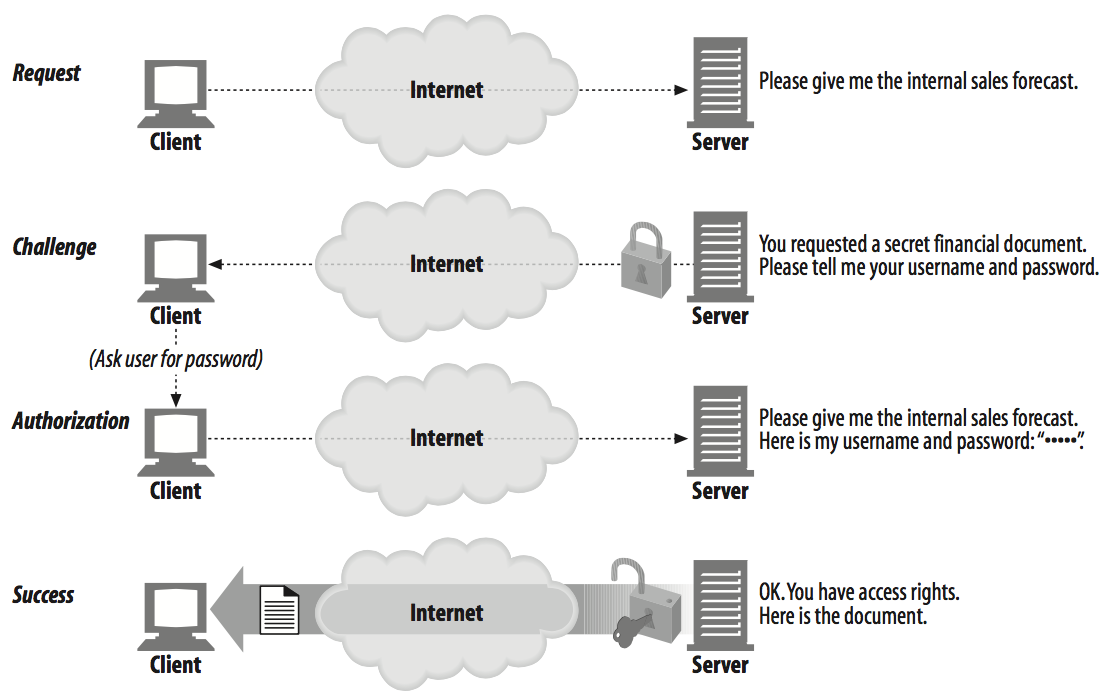 Request
Internet
Please give me the internal sales forecast.
Client
Server
Challenge
Internet
You requested a secret financial document.
Please tell me your username and password.
Client
Server
(Ask user for password)
Authorization
Internet
Please give me the internal sales forecast.
Here is my username and password: “•••••”.
Client
Server
Success
Internet
OK. You have access rights.
Here is the document.
Client
Server